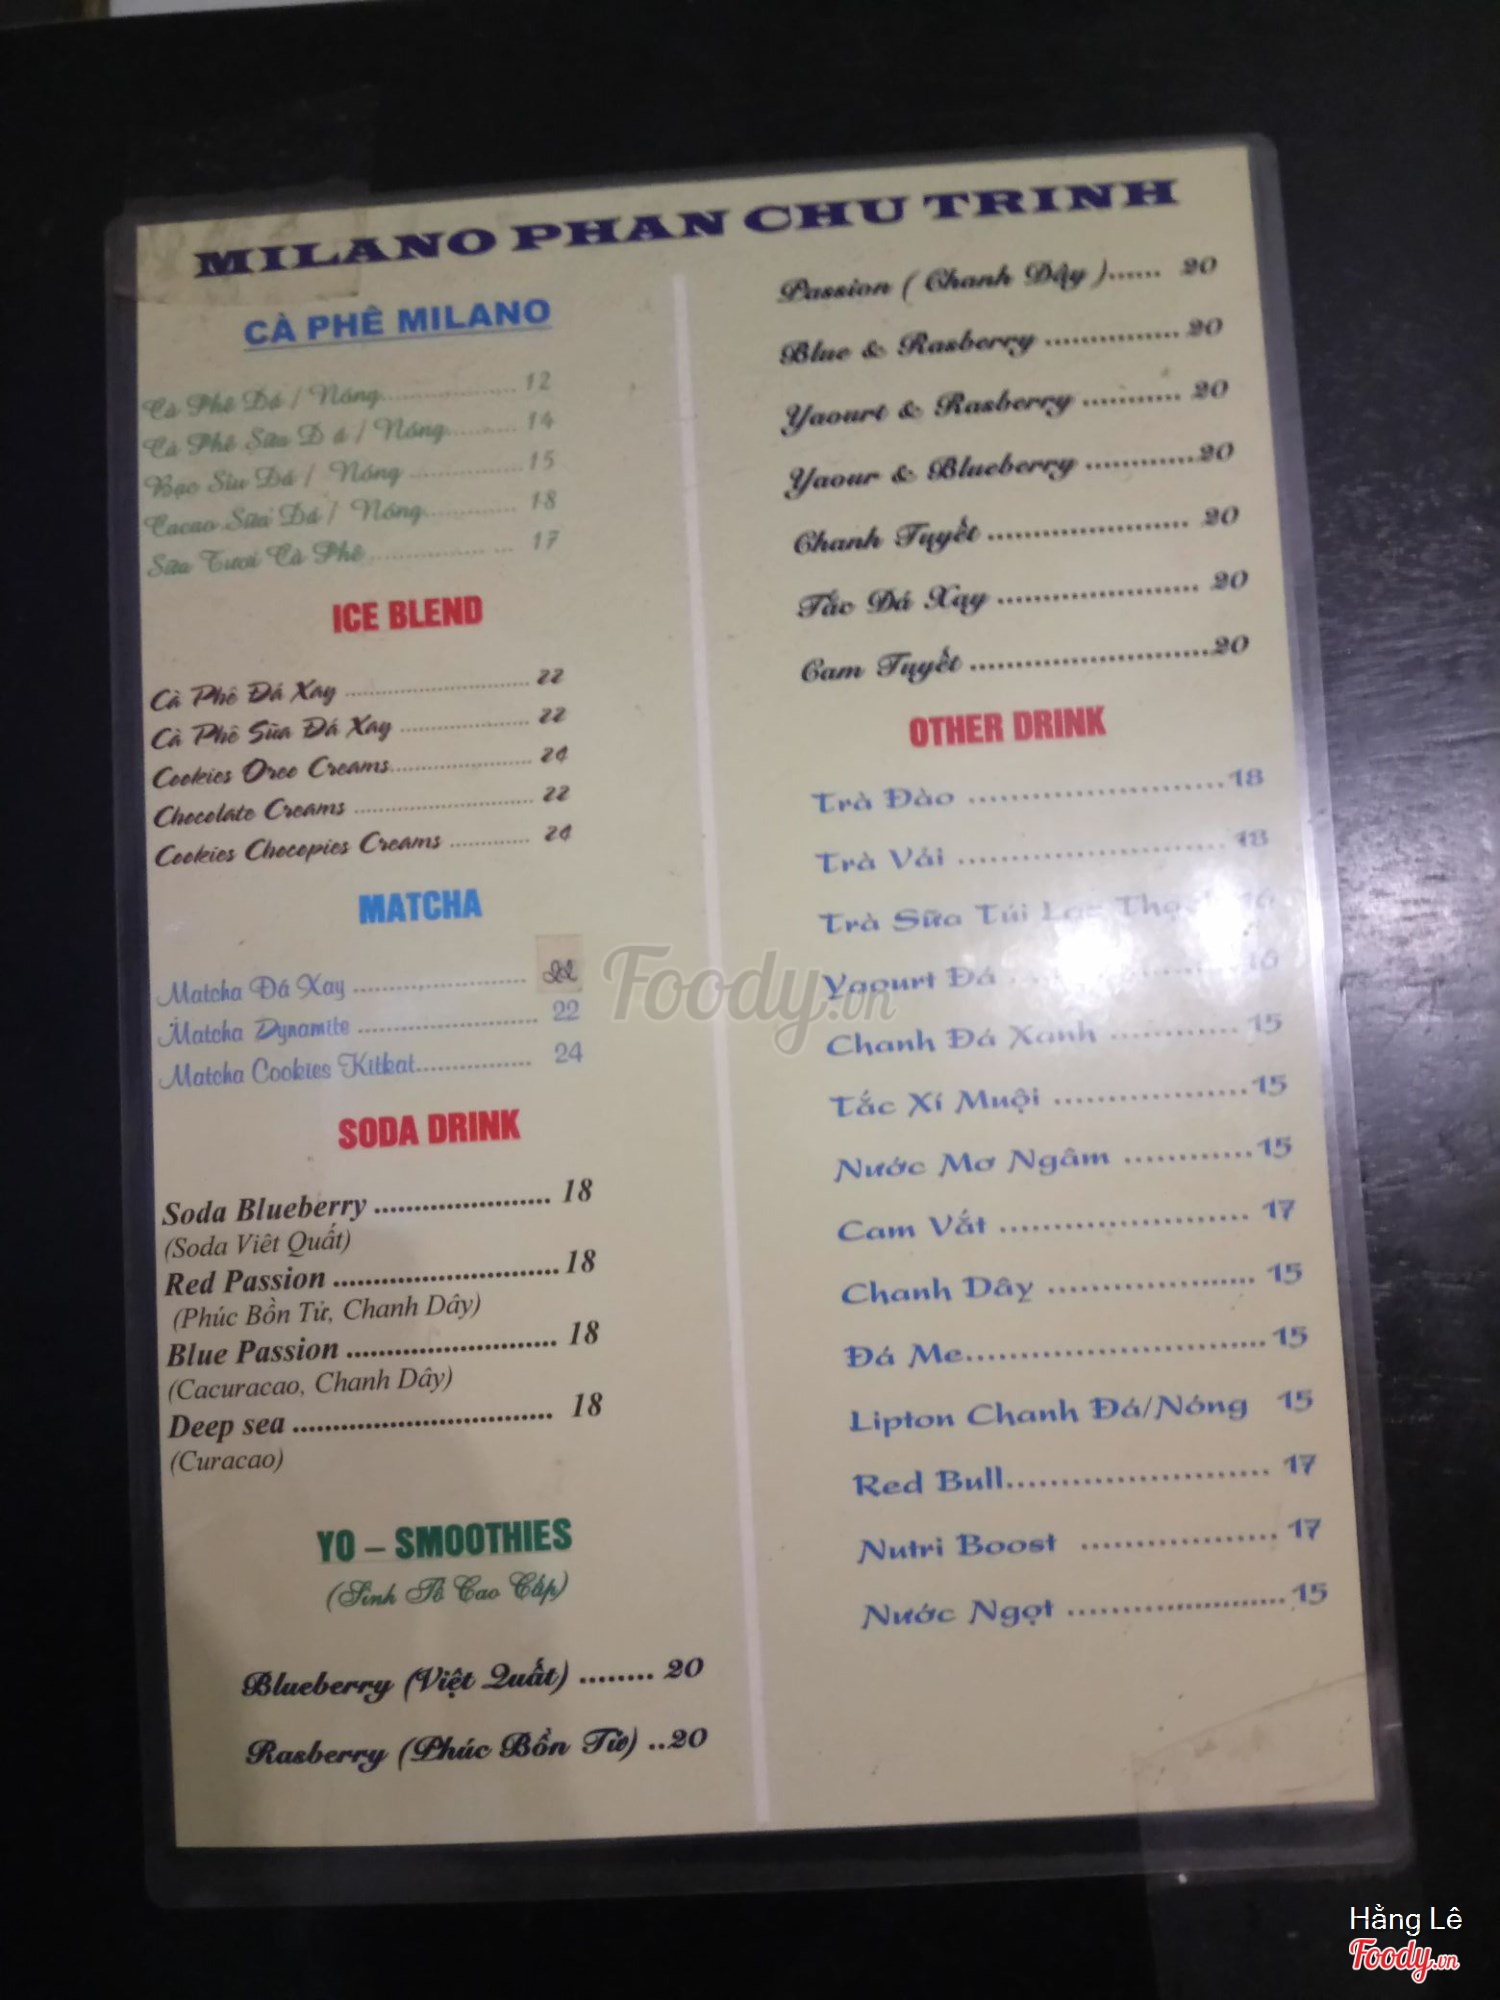 MILANO PHAN CHU TRINH
CÀ PHÊ MILANO
Cà Phê Đá / Nóng................... 12
Cà Phê Sữa Đ á / Nóng.......... 14
Bạc Sỉu Đá / Nóng ............... 15
Cacao Sữa Đá / Nóng............. 18
Sữa Tươi Cà Phê .................... 17
ICE BLEND
Cà Phê Đá Xay ........................... 22
Cà Phê Sữa Đá Xay ................... 22
Cookies Oreo Creams..................... 24
Chocolate Creams .......................... 22
Cookies Chocopies Creams ............ 24
MATCHA
Matcha Đá Xay ......................... 22
Matcha Dynamite .......................... 22
Matcha Cookies Kitkat................. 24
SODA DRINK
Soda Blueberry ...................... 18
(Soda Viêt Quất)
Red Passion ............................ 18
(Phúc Bồn Tử, Chanh Dây)
Blue Passion .......................... 18
(Cacuracao, Chanh Dây)
Deep sea ................................ 18
(Curacao)
YO – SMOOTHIES
(Sinh Tố Cao Cấp)
Blueberry (Việt Quất) ........ 20
Rasberry (Phúc Bồn Tử) ..20
Passion ( Chanh Dây )...... 20
Blue & Rasberry ................ 20
Yaourt & Rasberry ........... 20
Yaour & Blueberry ............20
Chanh Tuyết ........................ 20
Tắc Đá Xay ........................ 20
Cam Tuyết ............................20
OTHER DRINK
Trà Đào .........................18
Trà Vải .......................... 18
Trà Sữa Túi Lọc 16
Yaourt Đá 16
Chanh Đá Xanh ............. 15
Tắc Xí Muội ...................15
Nước Mơ Ngâm .............15
Cam Vắt ........................ 17
Chanh Dây .................... 15
Đá Me.............................15
Lipton Chanh Đá/Nóng 15
Red Bull......................... 17
Nutri Boost ................... 17
Nước Ngọt .....................15
Foody.vn
Hằng Lê
Foody.vn